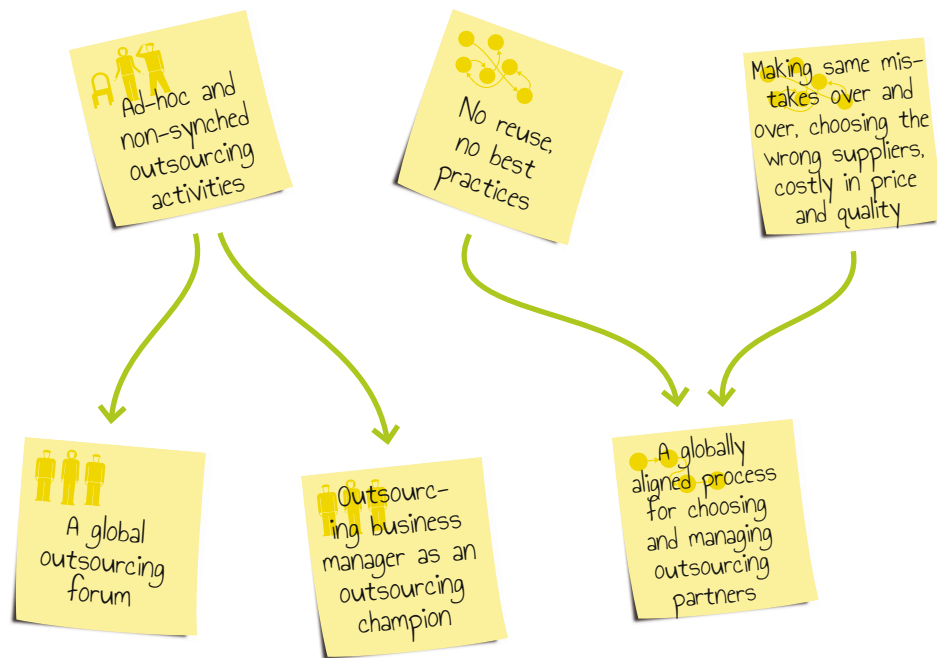 Ad-hoc and
non-synched
outsourcing
activities
No reuse,
no best
practices
Making same mis-
takes over and
over, choosing the
wrong suppliers,
costly in price
and quality
A global
outsourcing
forum
Outsourc-
ing business
manager as an
outsourcing
champion
A globally
aligned process
for choosing
and managing
outsourcing
partners